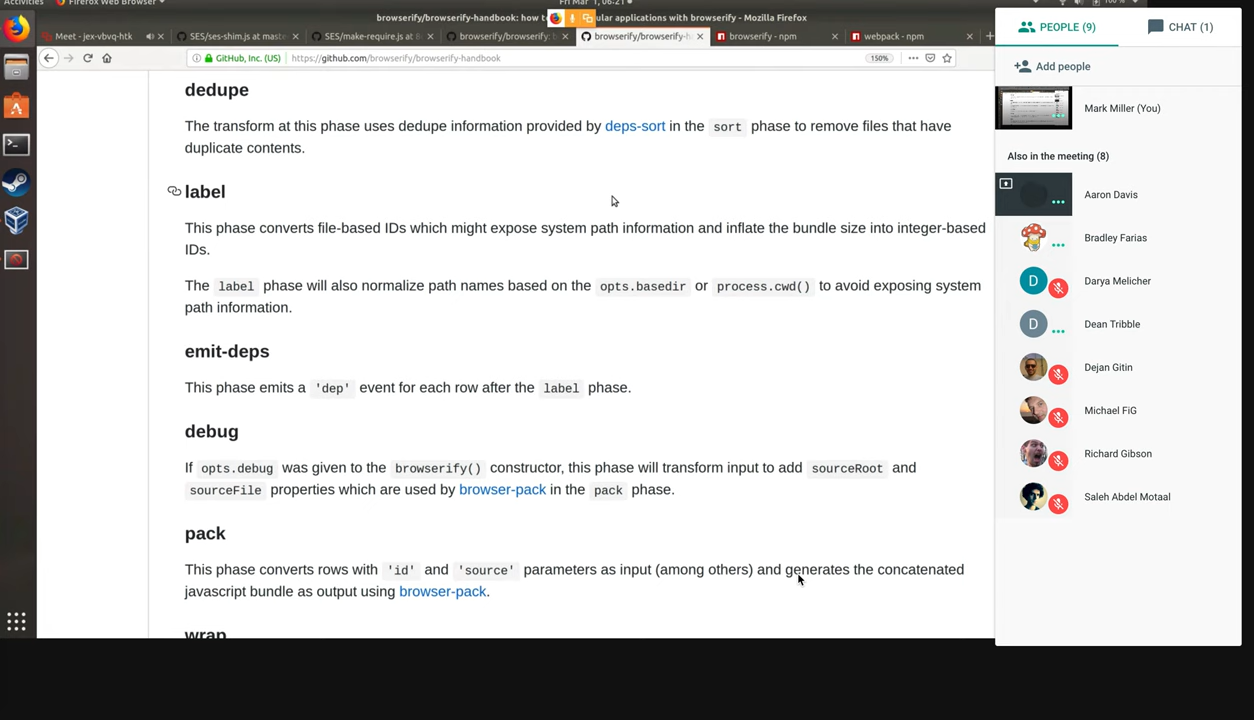 Activities
Firefox Web Browser
Fri Mar 1, 06:21
100 %
browserify/browserify-handbook: how t
ular applications with browserify - Mozilla Firefox
Meet - jex-vbvq-htk
SES/ses-shim.js at maste
SES/make-require.js at
browserify/browserify: b
browserify/browserify-ha
browserify - npm
webpack - npm
GitHub, Inc. (US)
https://github.com/browserify/browserify-handbook
150%
dedupe
The transform at this phase uses dedupe information provided by deps-sort in the sort phase to remove files that have
duplicate contents.
label
This phase converts file-based IDs which might expose system path information and inflate the bundle size into integer-based
IDs.
The label phase will also normalize path names based on the opts.basedir or process.cwd() to avoid exposing system
path information.
emit-deps
This phase emits a 'dep' event for each row after the label phase.
debug
If opts.debug was given to the browserify() constructor, this phase will transform input to add sourceRoot and
sourceFile properties which are used by browser-pack in the pack phase.
pack
This phase converts rows with 'id' and 'source' parameters as input (among others) and generates the concatenated
javascript bundle as output using browser-pack.
wrap
PEOPLE (9)
CHAT (1)
Add people
Mark Miller (You)
Also in the meeting (8)
Aaron Davis
Bradley Farias
D
Darya Melicher
D
Dean Tribble
Dejan Gitin
Michael FiG
Richard Gibson
Saleh Abdel Motaal